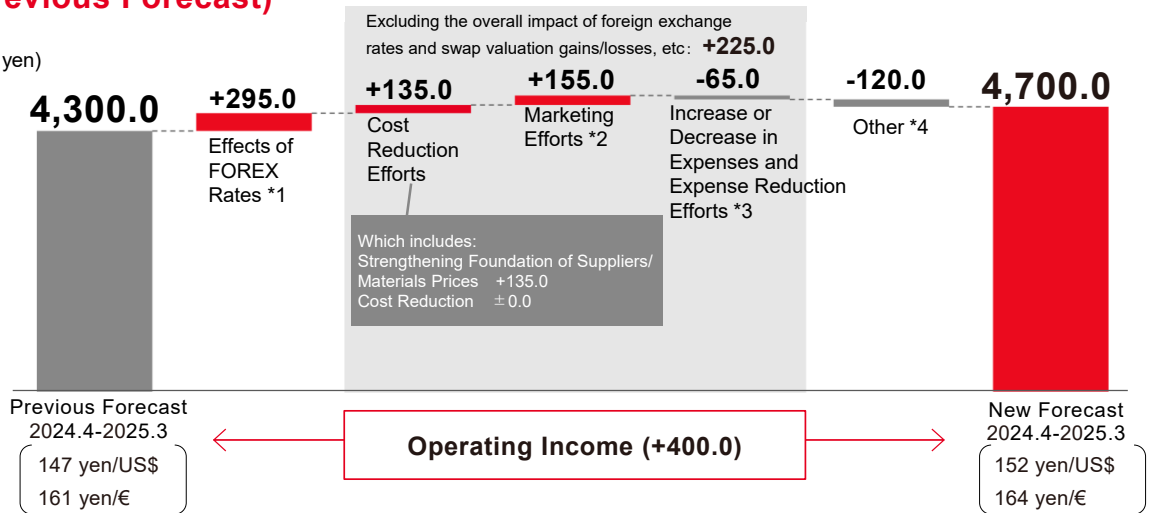 evious Forecast)
yen)
Excluding the overall impact of foreign exchange
rates and swap valuation gains/losses, etc: +225.0
4,300.0
+295.0
Effects of
FOREX
Rates *1
+135.0
Cost
Reduction
Efforts
+155.0
Marketing
Efforts *2
-65.0
Increase or
Decrease in
Expenses and
Expense Reduction
Efforts *3
-120.0
Other *4
4,700.0
Which includes:
Strengthening Foundation of Suppliers/
Materials Prices +135.0
Cost Reduction ±0.0
Previous Forecast
2024.4-2025.3
147 yen/US$
161 yen/€
Operating Income (+400.0)
New Forecast
2024.4-2025.3
152 yen/US$
164 yen/€